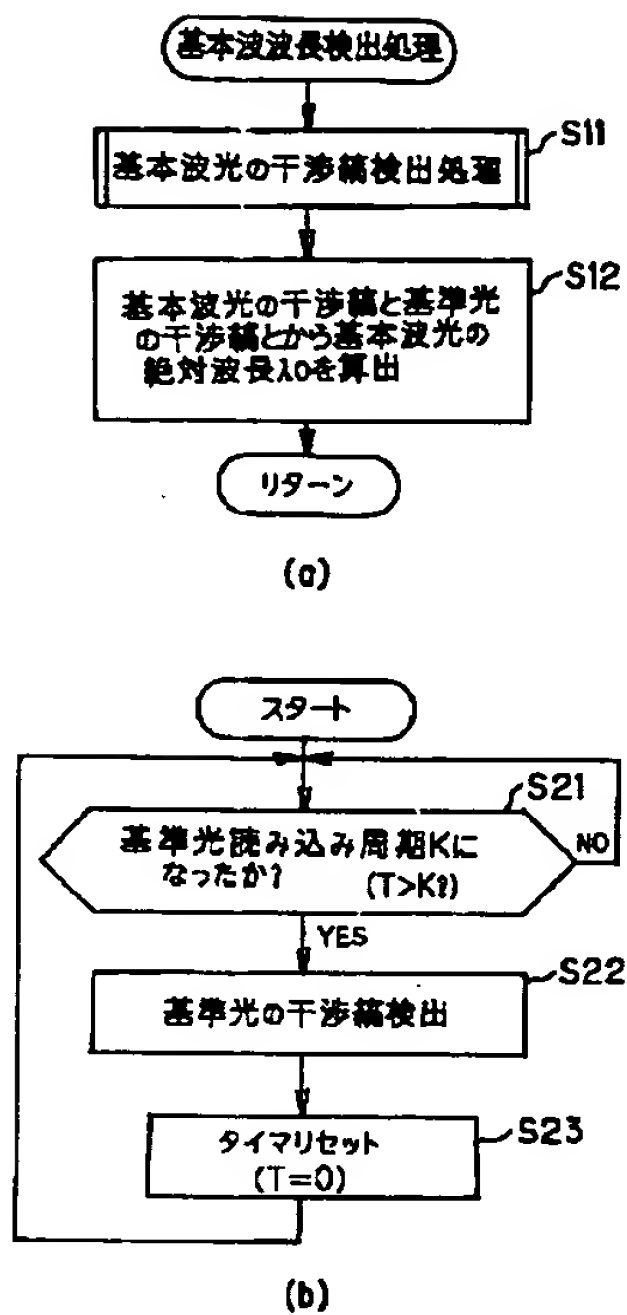 基本波波長検出処理
S11
基本波光の干渉縞検出処理
S12
基本波光の干渉縞と基準光
の干渉縞とから基本波光の
絶対波長λ0を算出
リターン
(a)
スタート
S21
基準光読み込み周期Kに
なったか? (T>K?)
NO
YES
S22
基準光の干渉縞検出
S23
タイマリセット
(T=0)
(b)